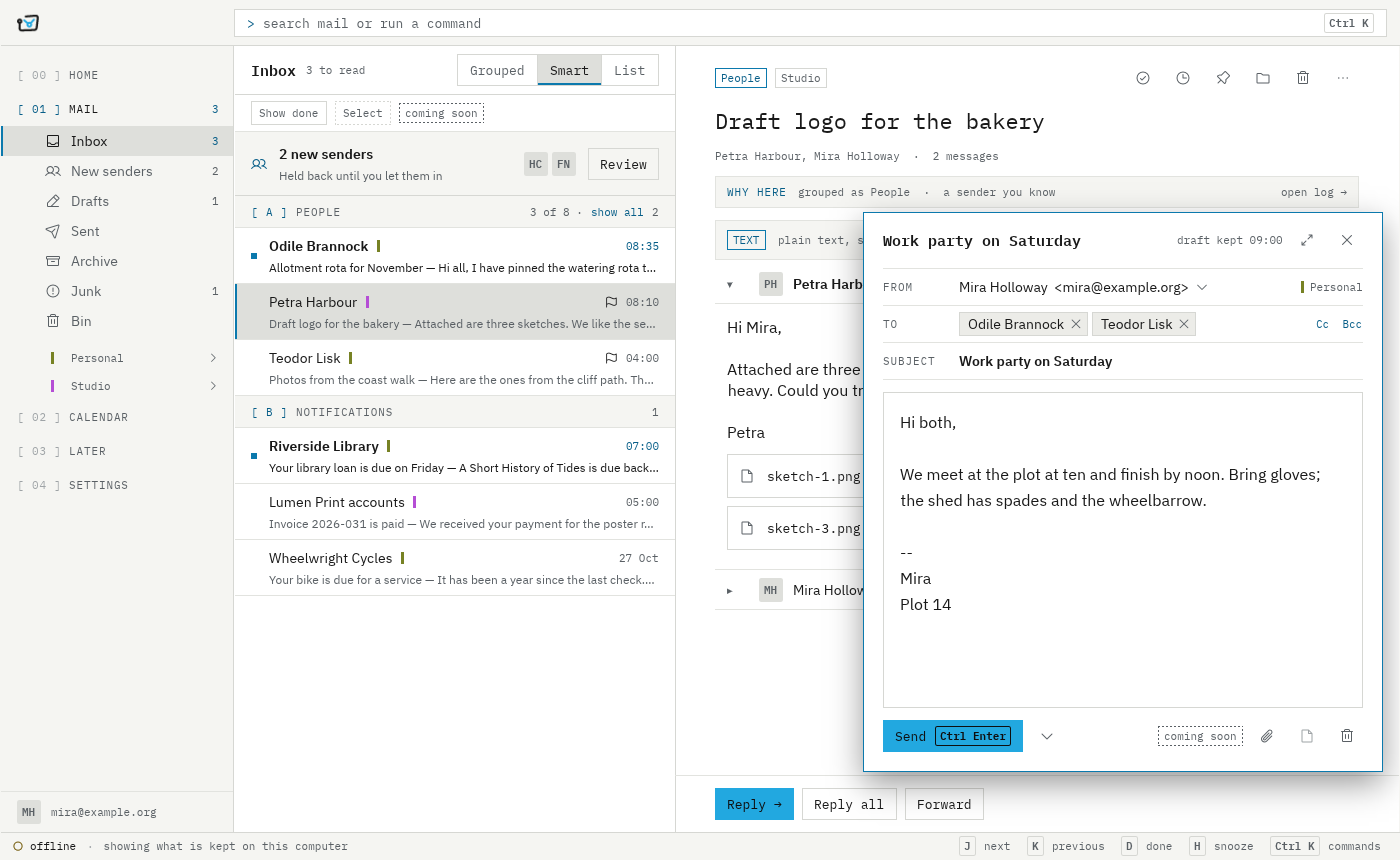 > search mail or run a command
Ctrl K
[ 00 ] HOME
[ 01 ] MAIL 3
Inbox 3
New senders 2
Drafts 1
Sent
Archive
Junk 1
Bin
Personal
Studio
[ 02 ] CALENDAR
[ 03 ] LATER
[ 04 ] SETTINGS
MH mira@example.org
Inbox 3 to read
Grouped Smart List
Show done Select coming soon
2 new senders
Held back until you let them in
HC FN Review
[ A ] PEOPLE 3 of 8 · show all 2
Odile Brannock 08:35
Allotment rota for November — Hi all, I have pinned the watering rota t…
Petra Harbour 08:10
Draft logo for the bakery — Attached are three sketches. We like the se…
Teodor Lisk 04:00
Photos from the coast walk — Here are the ones from the cliff path. Th…
[ B ] NOTIFICATIONS 1
Riverside Library 07:00
Your library loan is due on Friday — A Short History of Tides is due back…
Lumen Print accounts 05:00
Invoice 2026-031 is paid — We received your payment for the poster r…
Wheelwright Cycles 27 Oct
Your bike is due for a service — It has been a year since the last check.…
People Studio
Draft logo for the bakery
Petra Harbour, Mira Holloway · 2 messages
WHY HERE grouped as People · a sender you know open log →
TEXT plain text, s
PH Petra Harb
Hi Mira,
Attached are three
heavy. Could you tr
Petra
sketch-1.png
sketch-3.png
MH Mira Hollow
Reply → Reply all Forward
Work party on Saturday draft kept 09:00
FROM Mira Holloway <mira@example.org> Personal
TO Odile Brannock Teodor Lisk Cc Bcc
SUBJECT Work party on Saturday
Hi both,
We meet at the plot at ten and finish by noon. Bring gloves;
the shed has spades and the wheelbarrow.
--
Mira
Plot 14
Send Ctrl Enter coming soon
offline · showing what is kept on this computer
J next K previous D done H snooze Ctrl K commands